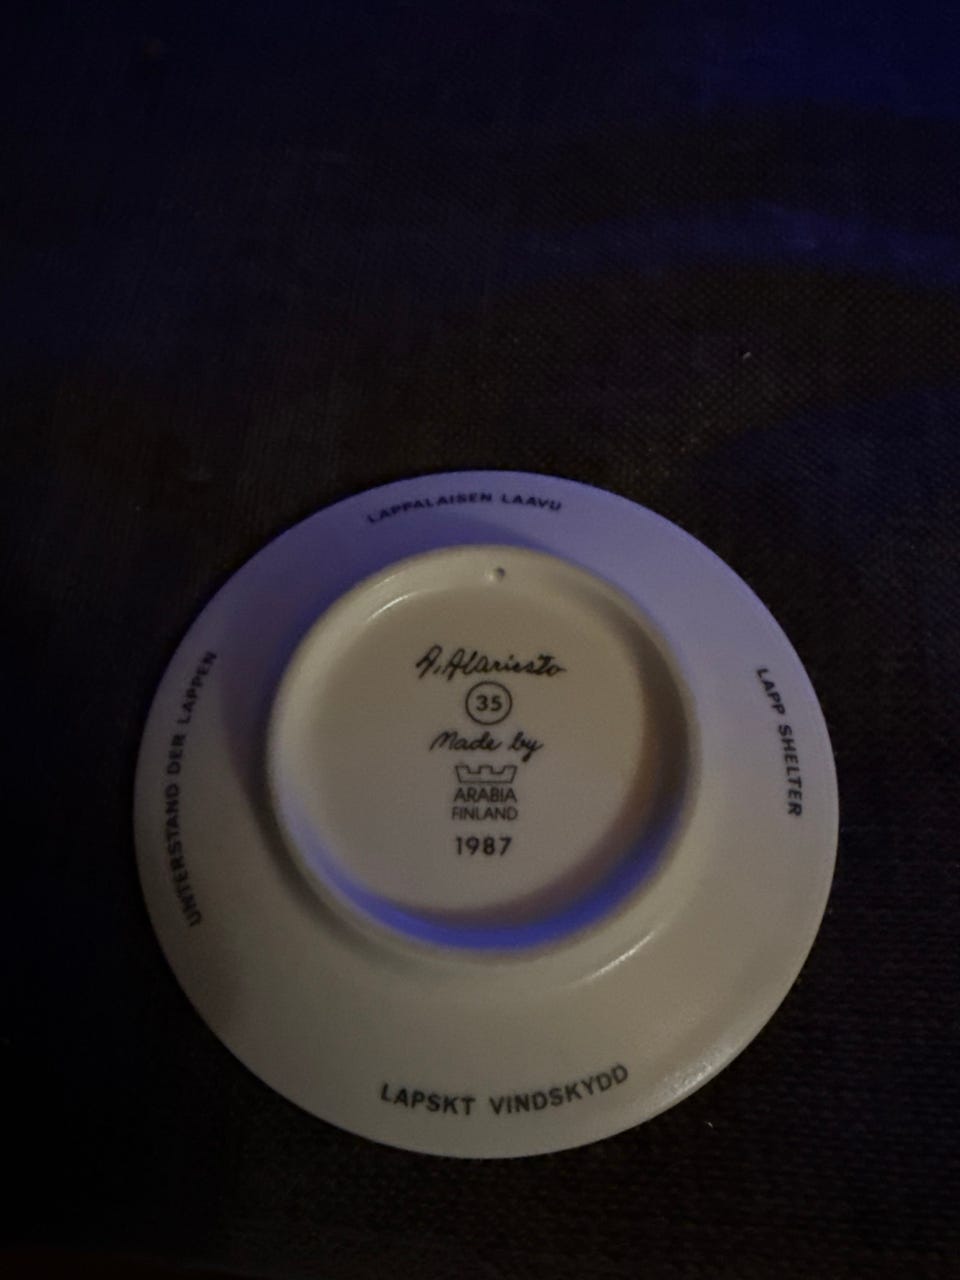 LAPPALAISEN LAAVU
UNTERSTAND DER LAPPEN
LAPP SHELTER
A. Alariesto
35
Made by
ARABIA
FINLAND
1987
LAPSKT VINDSKYDD